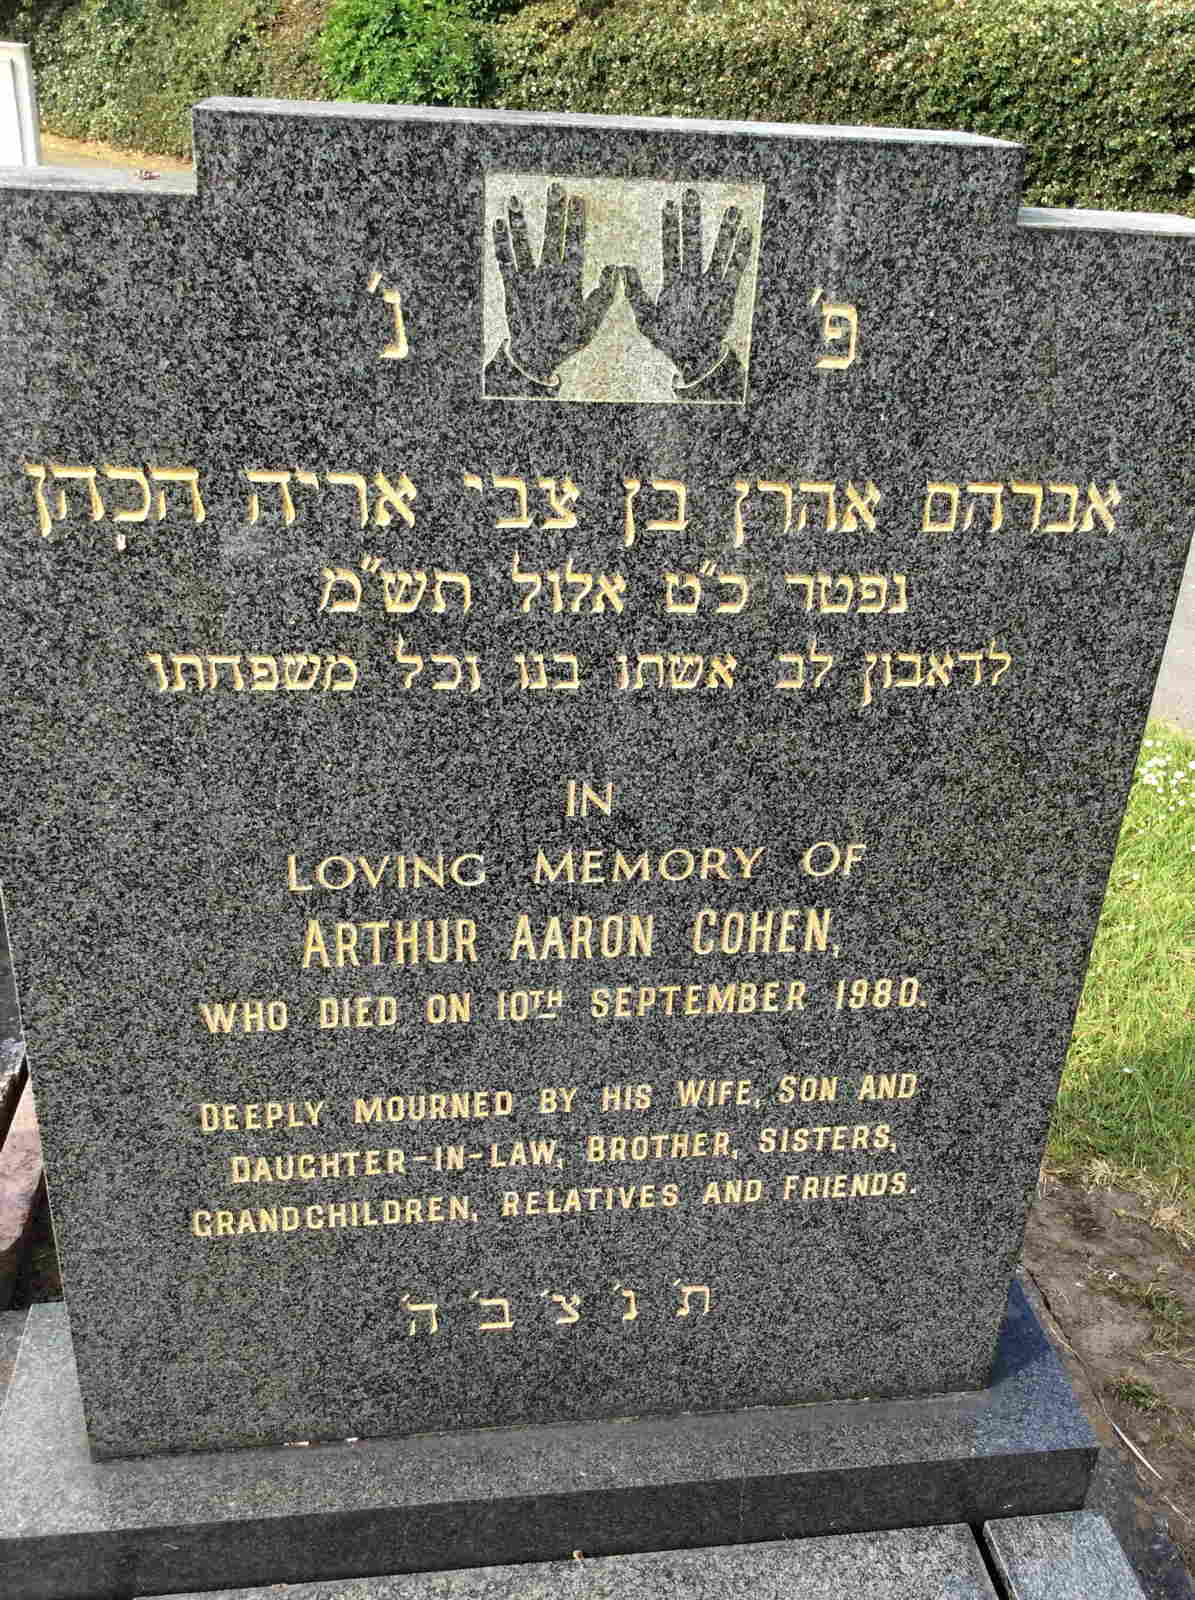 פ׳ נ׳
אברהם אהרן בן צבי אריה הכהן
נפטר כ״ט אלול תש״מ
לדאבון לב אשתו בנו וכל משפחתו
IN
LOVING MEMORY OF
ARTHUR AARON COHEN,
WHO DIED ON 10TH SEPTEMBER 1980.
DEEPLY MOURNED BY HIS WIFE, SON AND
DAUGHTER-IN-LAW, BROTHER, SISTERS,
GRANDCHILDREN, RELATIVES AND FRIENDS.
ת׳ נ׳ צ׳ ב׳ ה׳